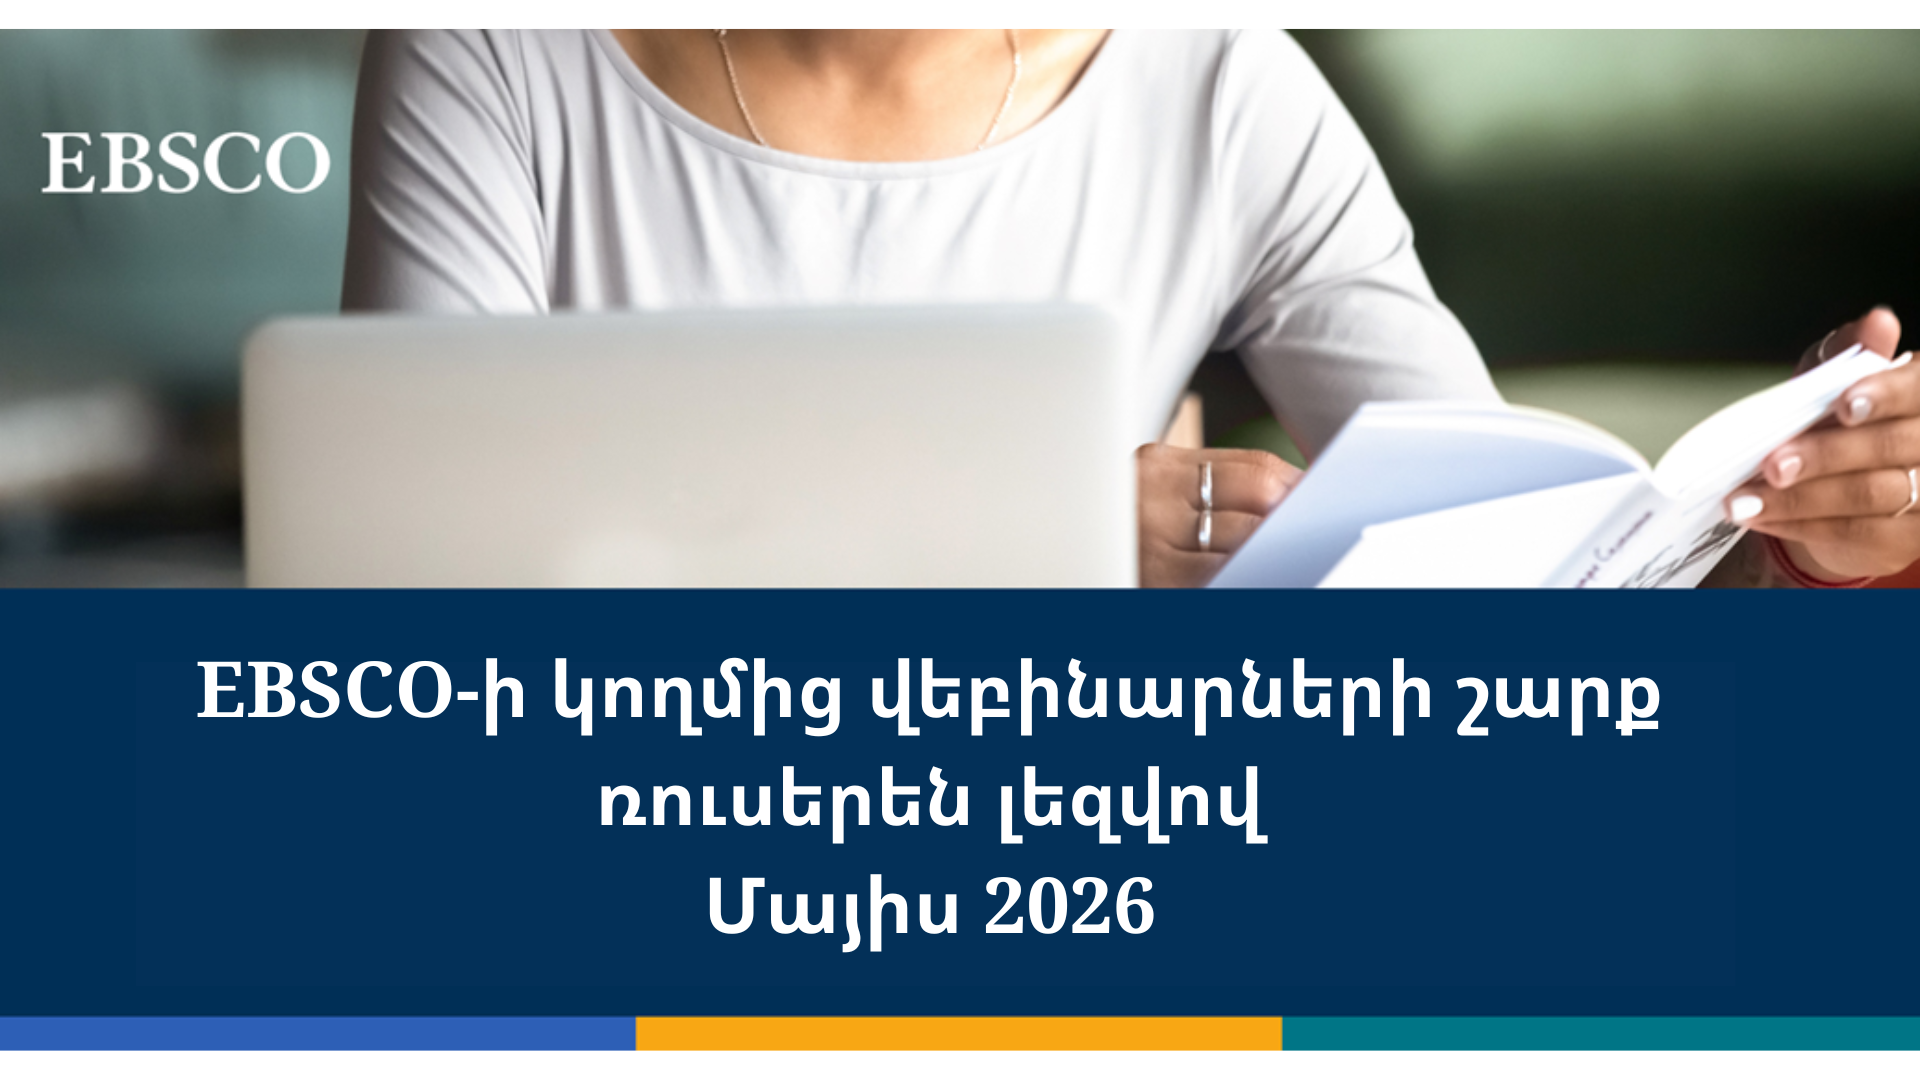 EBSCO
EBSCO-ի կողմից վեբինարների շարք
ռուսերեն լեզվով
Մայիս 2026